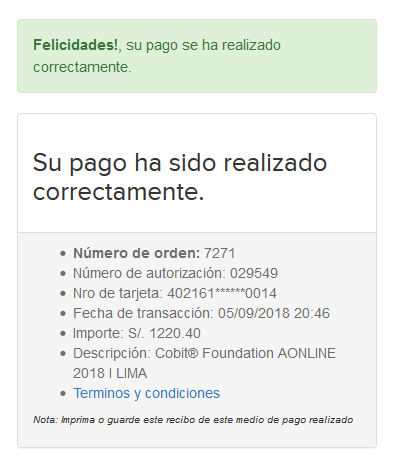 Felicidades!, su pago se ha realizado
correctamente.
Su pago ha sido realizado
correctamente.
Número de orden: 7271
Número de autorización: 029549
Nro de tarjeta: 402161******0014
Fecha de transacción: 05/09/2018 20:46
Importe: S/. 1220.40
Descripción: Cobit® Foundation AONLINE
2018 I LIMA
Terminos y condiciones
Nota: Imprima o guarde este recibo de este medio de pago realizado